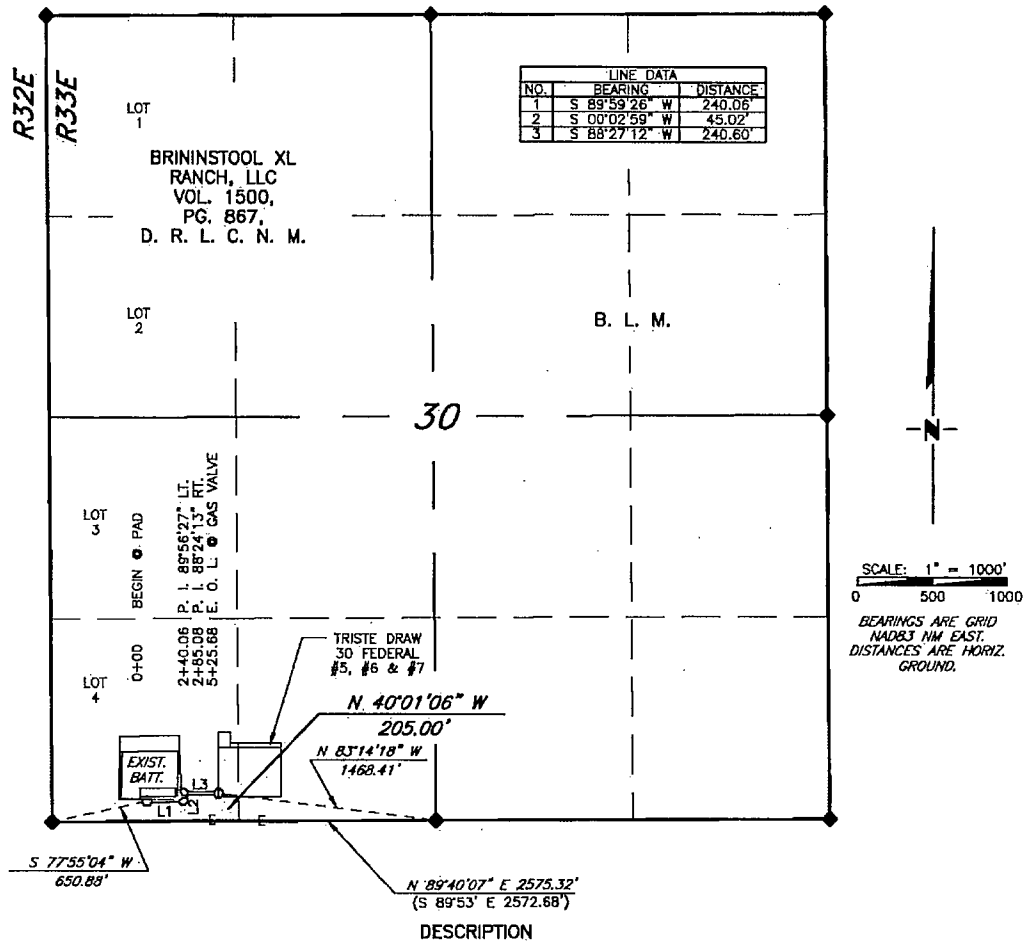 R32E
R33E
LOT
1
BRININSTOOL XL
RANCH, LLC
VOL. 1500,
PG. 867,
D. R. L. C. N. M.
LINE DATA
NO. BEARING DISTANCE
1 S 89°59'26" W 240.06'
2 S 00°02'59" W 45.02'
3 S 88°27'12" W 240.60'
LOT
2
B. L. M.
30
N
LOT
3
0+00 BEGIN @ PAD
2+40.06 P. I. 89°56'27" LT.
2+85.08 P. I. 88°24'13" RT.
5+25.68 E. O. L. @ GAS VALVE
SCALE: 1" = 1000'
0 500 1000
BEARINGS ARE GRID
NAD83 NM EAST.
DISTANCES ARE HORIZ.
GROUND.
LOT
4
TRISTE DRAW
30 FEDERAL
#5, #6 & #7
N 40°01'06" W
205.00'
N 83°14'18" W
1468.41'
EXIST.
BATT.
L3
L1
L2
E E
S 77°55'04" W
650.88'
N 89°40'07" E 2575.32'
(S 89°53' E 2572.68')
DESCRIPTION